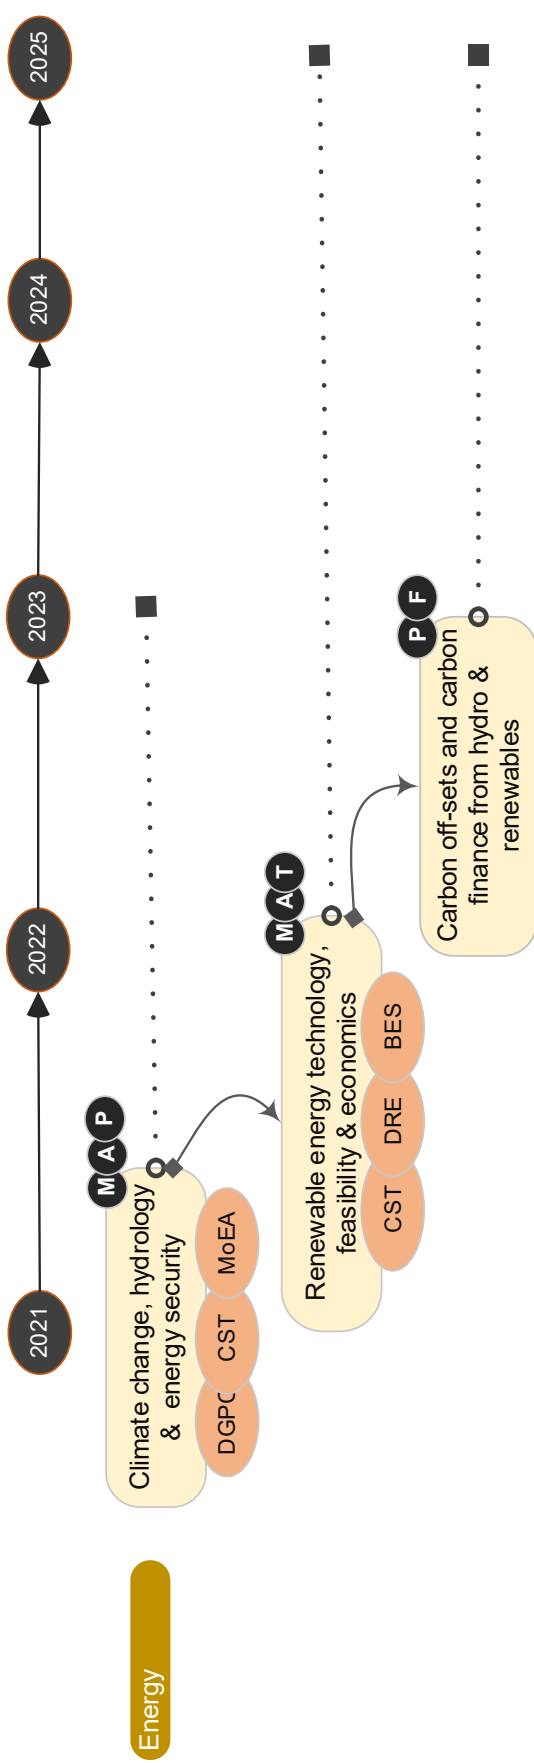 2021
2022
2023
2024
2025
Energy
Climate change, hydrology
& energy security
M A P
DGPC
CST
MoEA
Renewable energy technology,
feasibility & economics
M A T
CST
DRE
BES
Carbon off-sets and carbon
finance from hydro &
renewables
P F